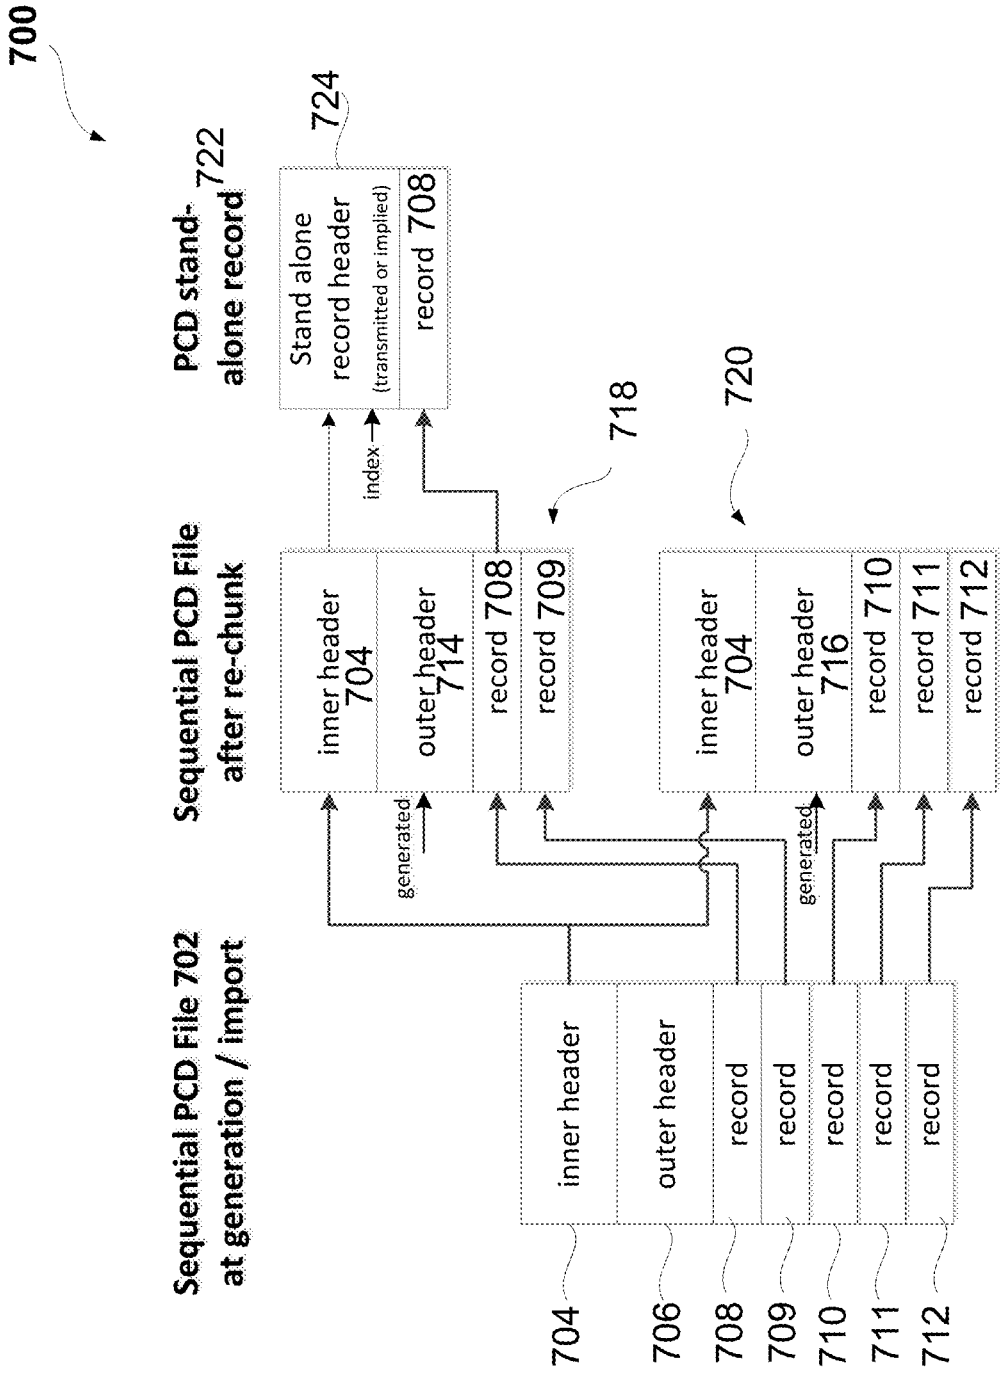 700
Sequential PCD File 702
at generation / import
inner header
outer header
record
record
record
record
record
704
706
708
709
710
711
712
Sequential PCD File
after re-chunk
inner header
704
outer header
714
record 708
record 709
generated
718
inner header
704
outer header
716
record 710
record 711
record 712
generated
720
PCD stand-
alone record
722
Stand alone
record header
(transmitted or implied)
record 708
index
724